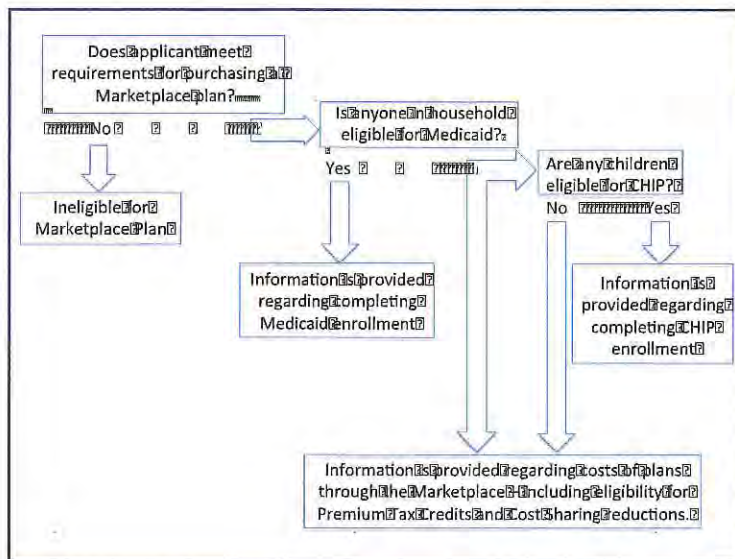 Does applicant meet
requirements for purchasing a
Marketplace plan?
No
Is anyone in household
eligible for Medicaid?
Yes
Are any children
eligible for CHIP?
No Yes
Ineligible for
Marketplace Plan
Information is provided
regarding completing
Medicaid enrollment
Information is
provided regarding
completing CHIP
enrollment
Information is provided regarding costs of plans
through the Marketplace – including eligibility for
Premium Tax Credits and Cost Sharing reductions.